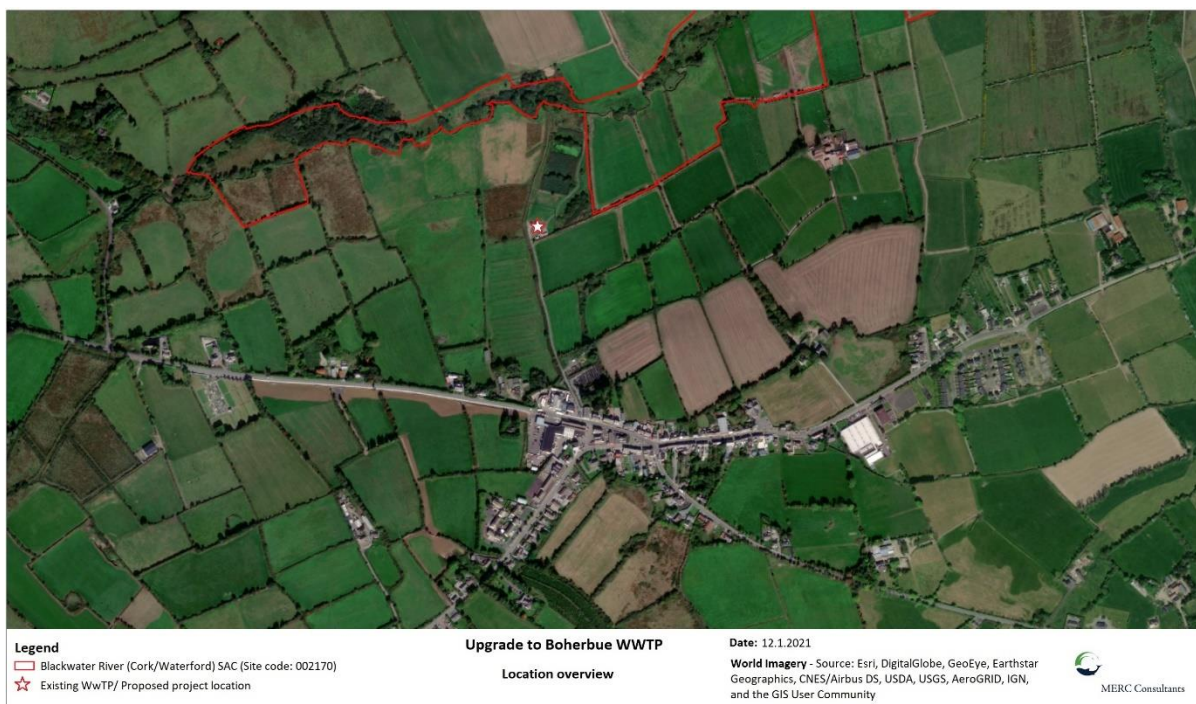 Legend
Blackwater River (Cork/Waterford) SAC (Site code: 002170)
Existing WwTP/ Proposed project location
Upgrade to Boherbue WWTP
Location overview
Date: 12.1.2021
World Imagery - Source: Esri, DigitalGlobe, GeoEye, Earthstar
Geographics, CNES/Airbus DS, USDA, USGS, AeroGRID, IGN,
and the GIS User Community
MERC Consultants